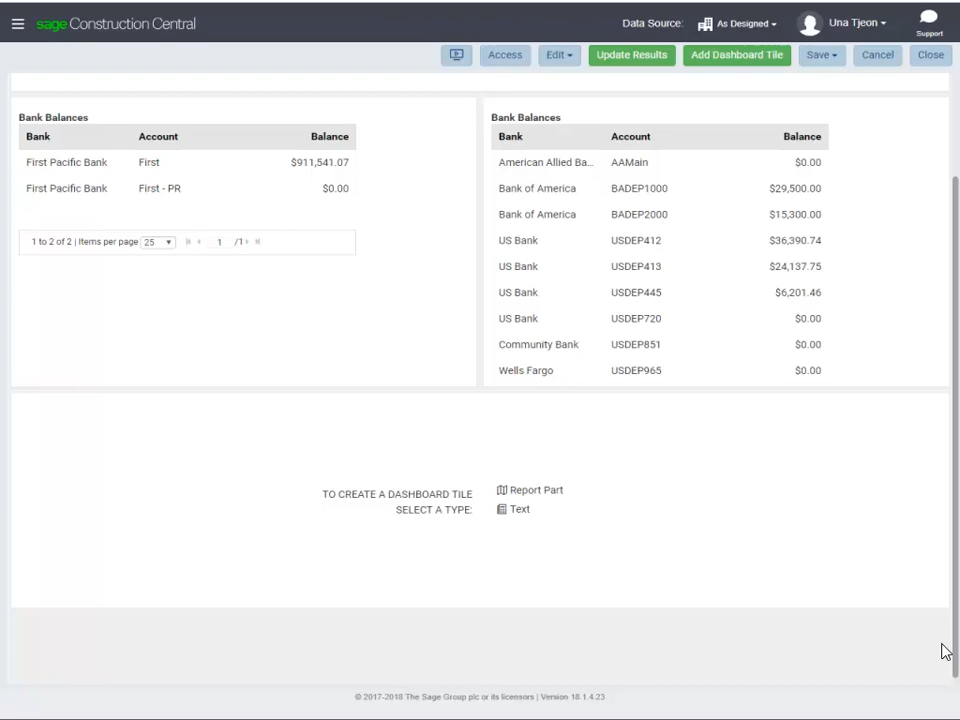 sage Construction Central
Data Source: As Designed Una Tjeon Support
Access Edit Update Results Add Dashboard Tile Save Cancel Close
Bank Balances
Bank Account Balance
First Pacific Bank First $911,541.07
First Pacific Bank First - PR $0.00
1 to 2 of 2 | Items per page 25 1 /1
Bank Balances
Bank Account Balance
American Allied Ba... AAMain $0.00
Bank of America BADEP1000 $29,500.00
Bank of America BADEP2000 $15,300.00
US Bank USDEP412 $36,390.74
US Bank USDEP413 $24,137.75
US Bank USDEP445 $6,201.46
US Bank USDEP720 $0.00
Community Bank USDEP851 $0.00
Wells Fargo USDEP965 $0.00
TO CREATE A DASHBOARD TILE
SELECT A TYPE:
Report Part
Text
© 2017-2018 The Sage Group plc or its licensors | Version 18.1.4.23